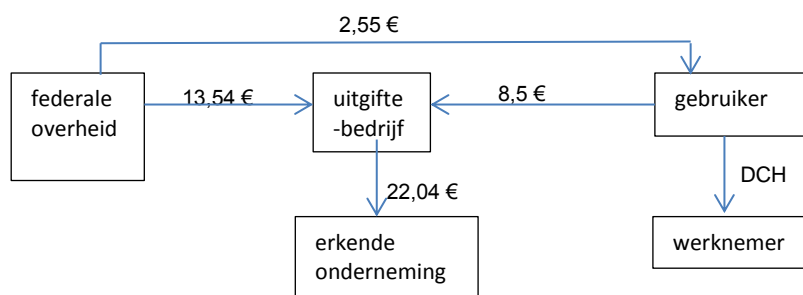 2,55 €
federale
overheid
13,54 €
uitgifte
-bedrijf
8,5 €
gebruiker
22,04 €
DCH
erkende
onderneming
werknemer